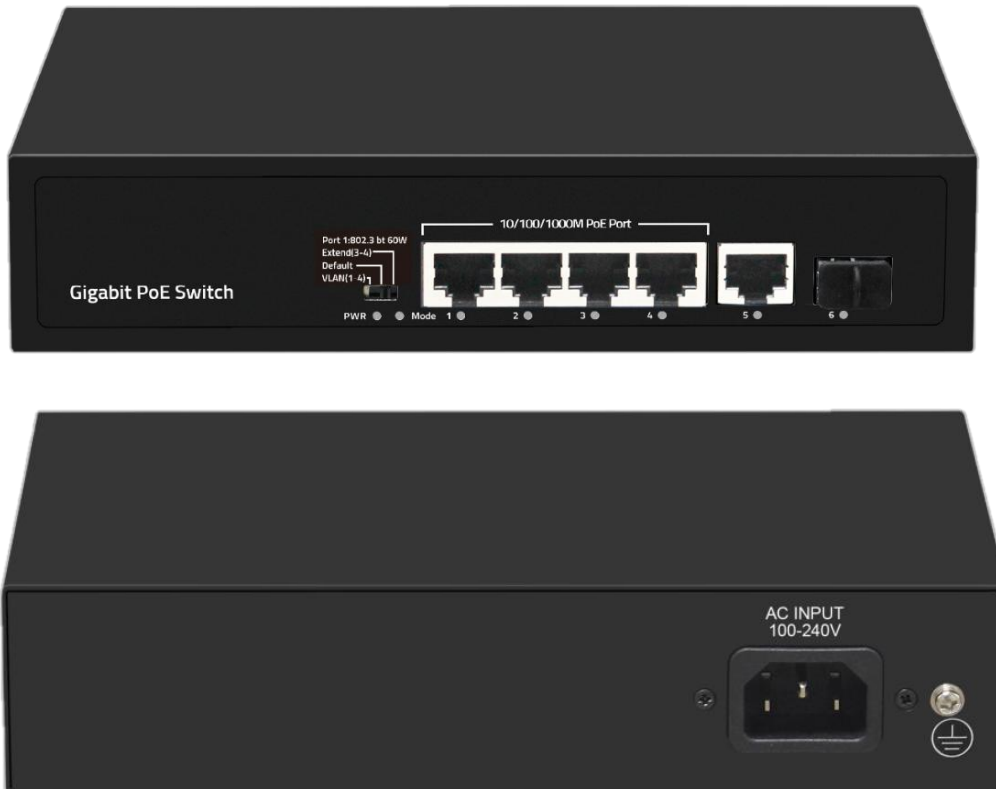 10/100/1000M PoE Port
Port 1:802.3 bt 60W
Extend(3-4)
Default
VLAN(1-4)
Gigabit PoE Switch
PWR Mode 1 2 3 4 5 6
AC INPUT
100-240V